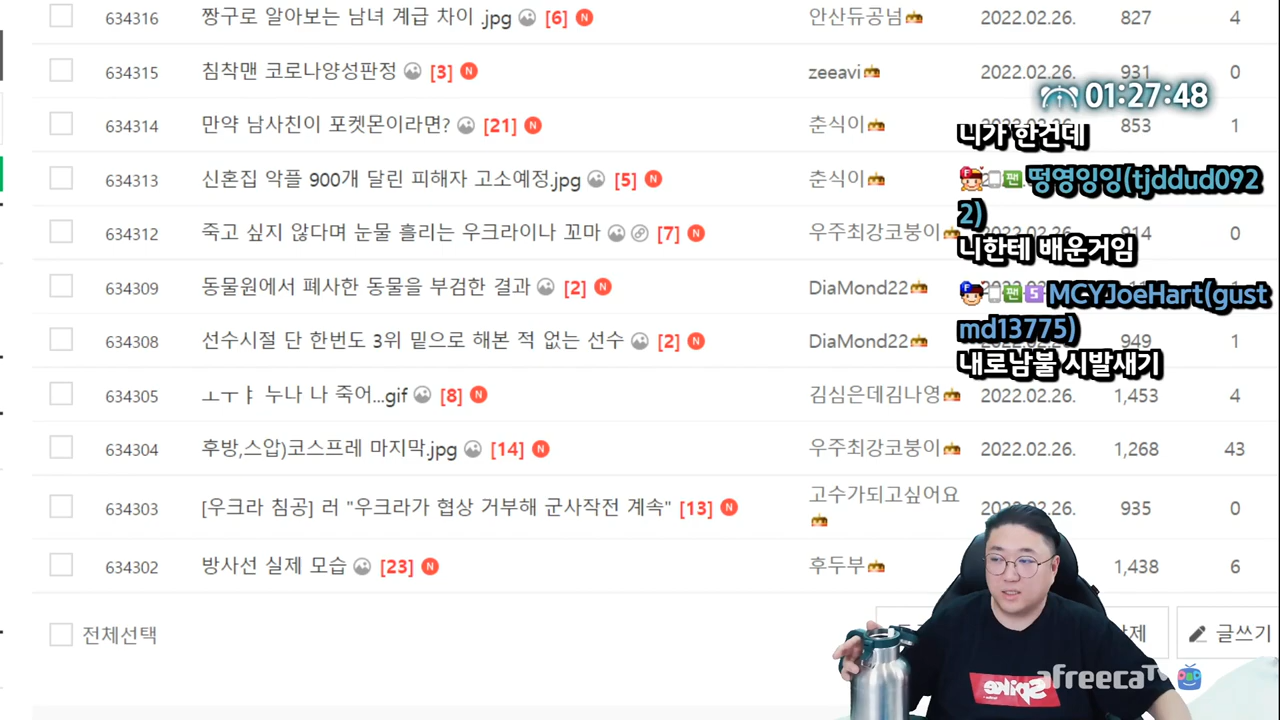 634316 짱구로 알아보는 남녀 계급 차이 .jpg [6] N 안산듀공넘 2022.02.26. 827 4
634315 침착맨 코로나양성판정 [3] N zeeavi 2022.02.26. 931 0
01:27:48
634314 만약 남사친이 포켓몬이라면? [21] N 춘식이 853 1
니가 한건데
634313 신혼집 악플 900개 달린 피해자 고소예정.jpg [5] N 춘식이
팬 떵영잉잉(tjddud092
2)
634312 죽고 싶지 않다며 눈물 흘리는 우크라이나 꼬마 [7] N 우주최강코붕이 914 0
니한테 배운거임
634309 동물원에서 폐사한 동물을 부검한 결과 [2] N DiaMond22
팬 5 MCYJoeHart(gust
md13775)
634308 선수시절 단 한번도 3위 밑으로 해본 적 없는 선수 [2] N DiaMond22 949 1
내로남불 시발새기
634305 ㅗㅜㅑ 누나 나 죽어...gif [8] N 김심은데김나영 2022.02.26. 1,453 4
634304 후방,스압)코스프레 마지막.jpg [14] N 우주최강코붕이 2022.02.26. 1,268 43
634303 [우크라 침공] 러 "우크라가 협상 거부해 군사작전 계속" [13] N 고수가되고싶어요 26. 935 0
634302 방사선 실제 모습 [23] N 후두부 1,438 6
전체선택 글쓰기
Spike
afreecaTV